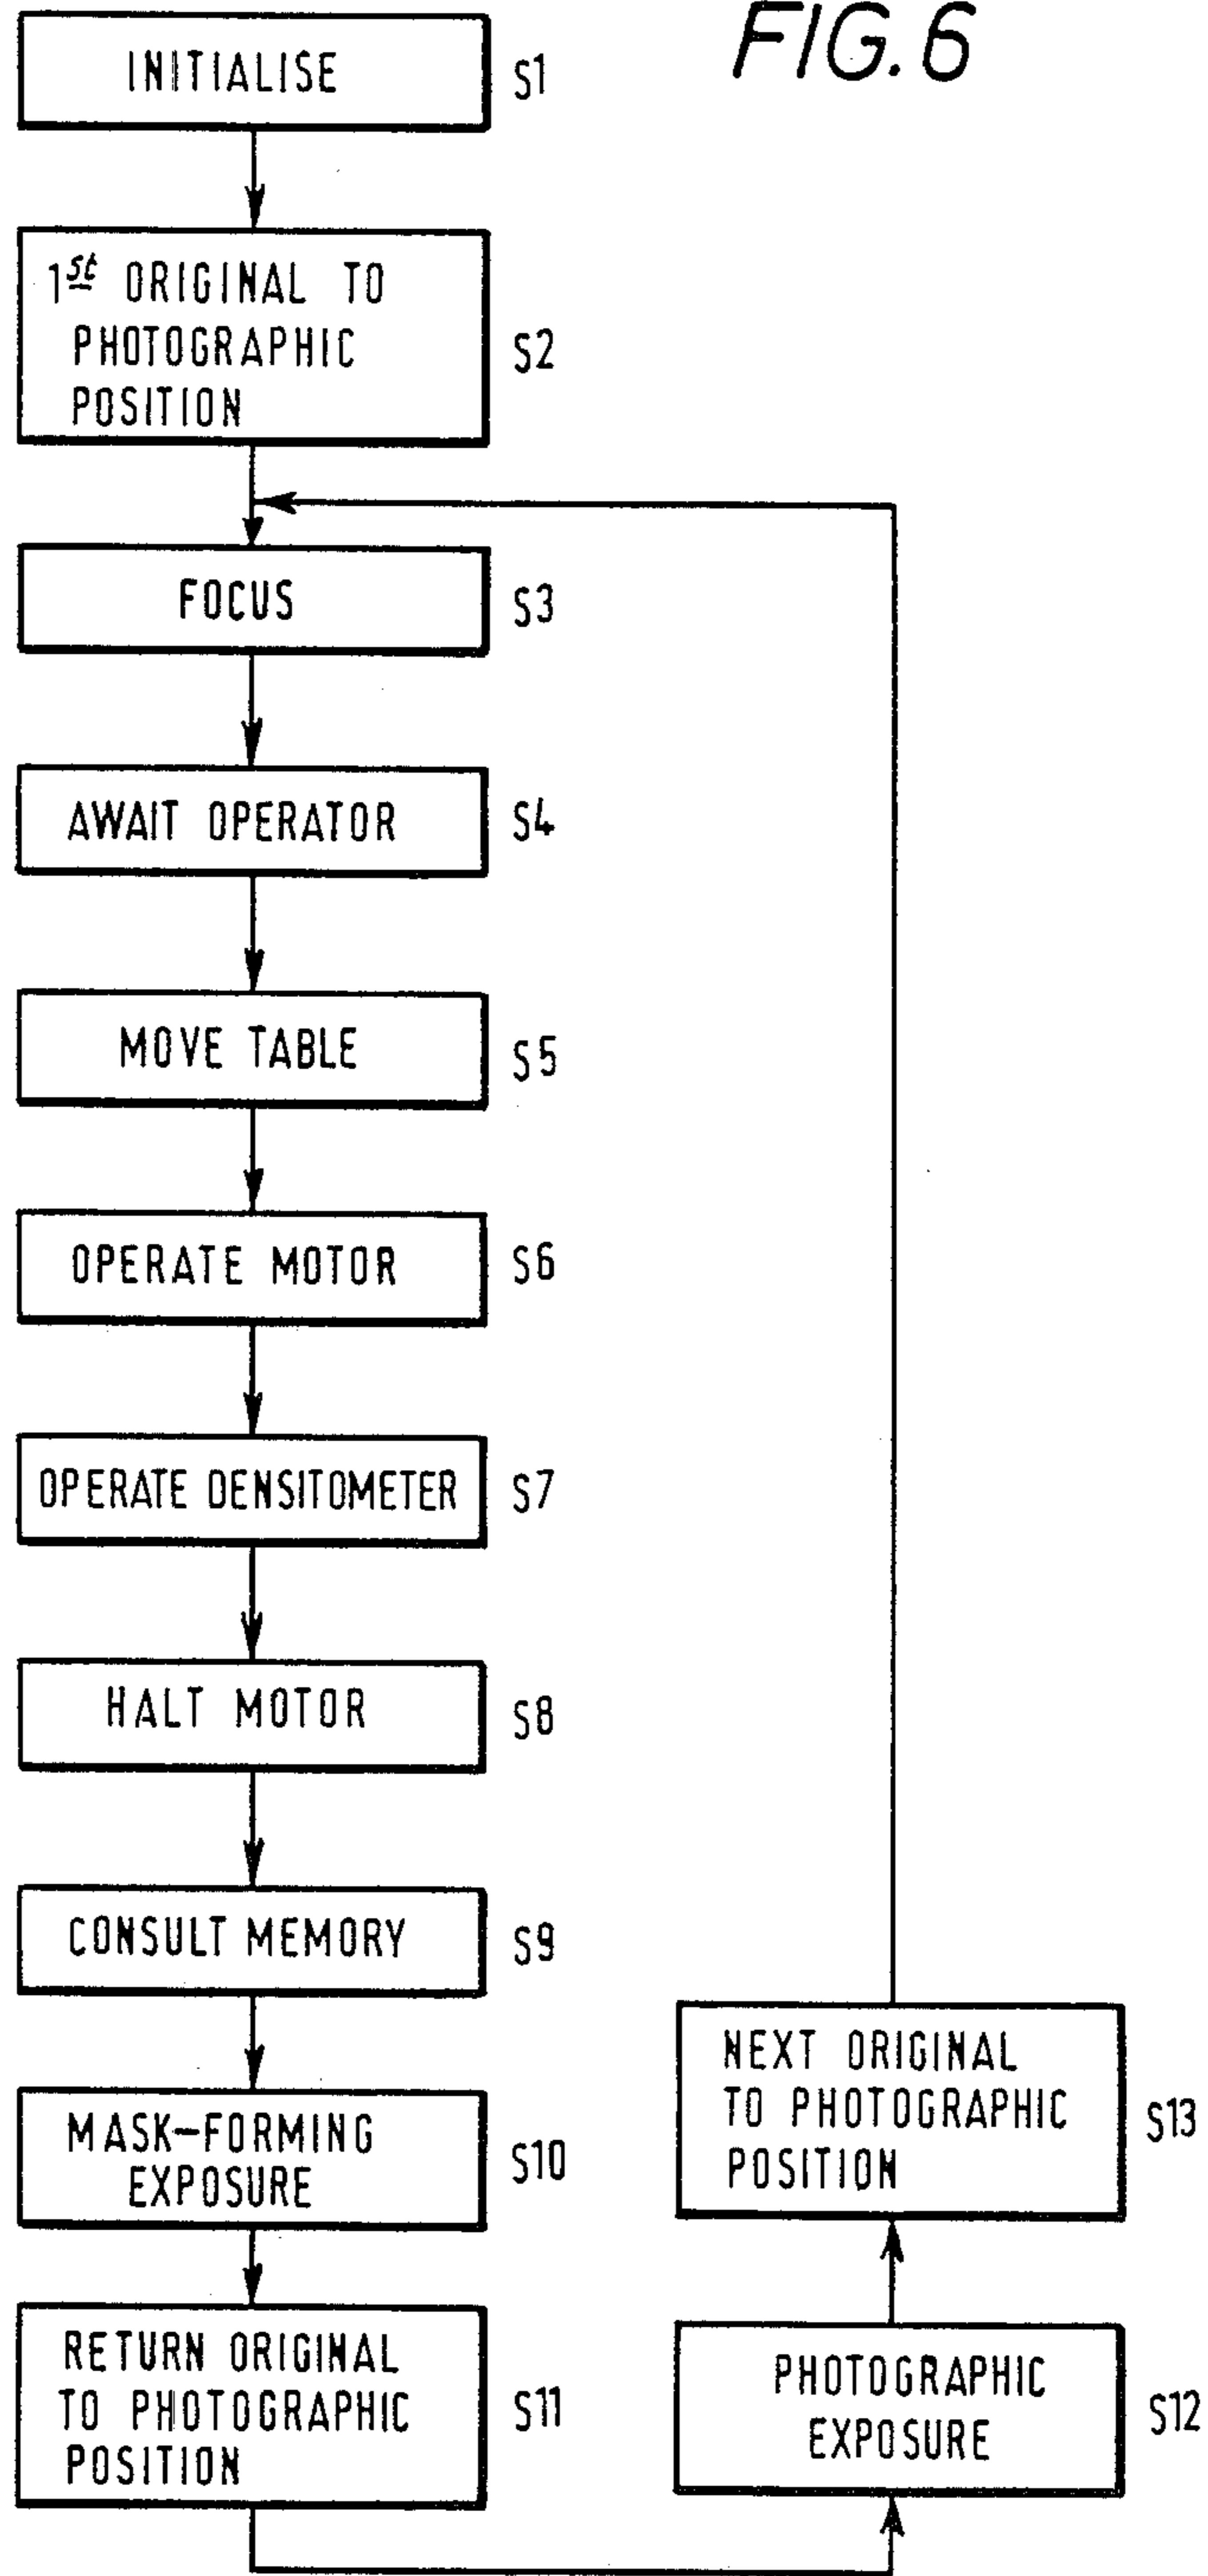 FIG. 6
INITIALISE S1
1st ORIGINAL TO
PHOTOGRAPHIC
POSITION
S2
FOCUS S3
AWAIT OPERATOR S4
MOVE TABLE S5
OPERATE MOTOR S6
OPERATE DENSITOMETER S7
HALT MOTOR S8
CONSULT MEMORY S9
MASK-FORMING
EXPOSURE
S10
RETURN ORIGINAL
TO PHOTOGRAPHIC
POSITION
S11
PHOTOGRAPHIC
EXPOSURE
S12
NEXT ORIGINAL
TO PHOTOGRAPHIC
POSITION
S13